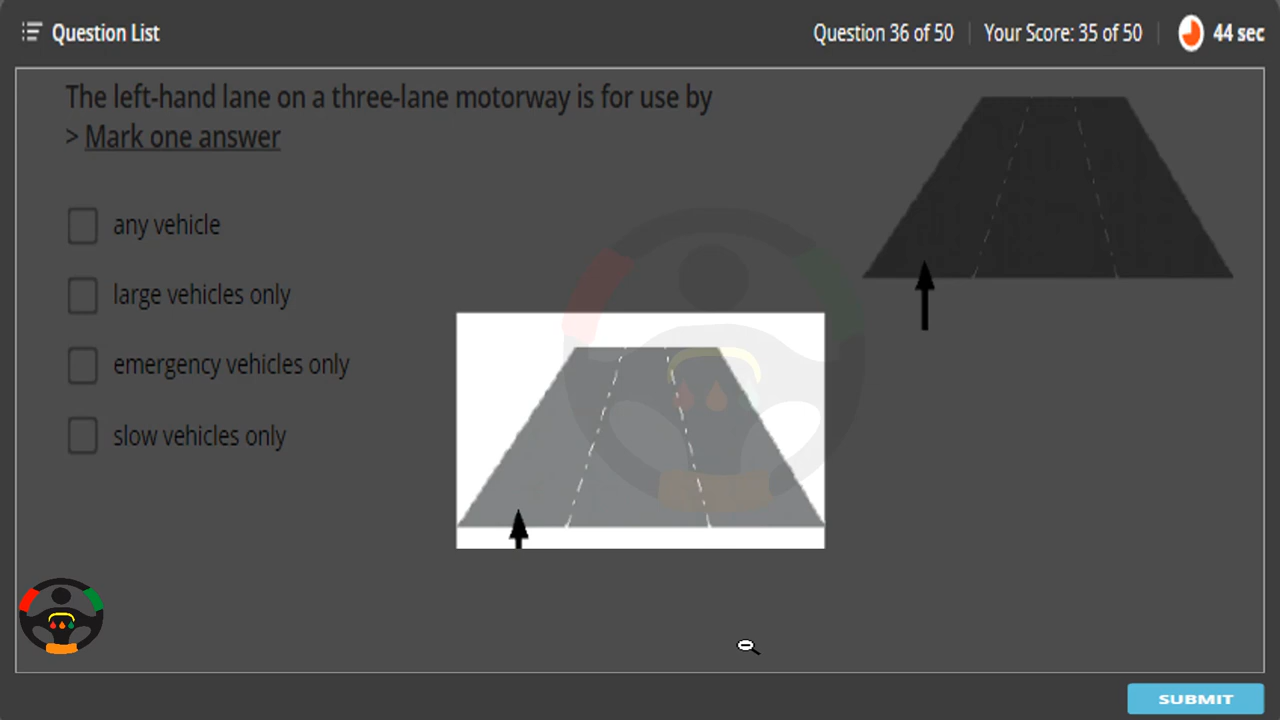 Question List
Question 36 of 50
Your Score: 35 of 50
44 sec
The left-hand lane on a three-lane motorway is for use by
> Mark one answer
any vehicle
large vehicles only
emergency vehicles only
slow vehicles only
SUBMIT